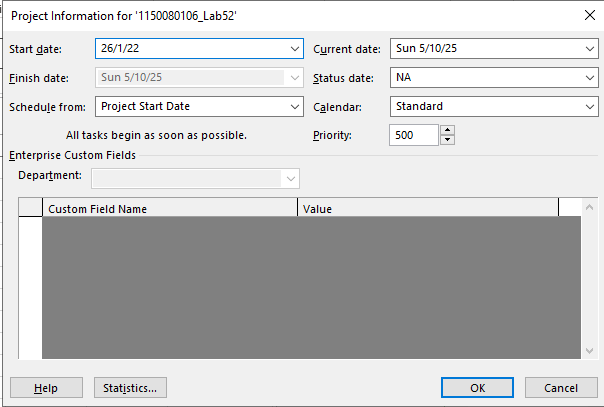 Project Information for '1150080106_Lab52'
Start date: 26/1/22 Current date: Sun 5/10/25
Finish date: Sun 5/10/25 Status date: NA
Schedule from: Project Start Date Calendar: Standard
All tasks begin as soon as possible. Priority: 500
Enterprise Custom Fields
Department:
Custom Field Name Value
Help Statistics... OK Cancel